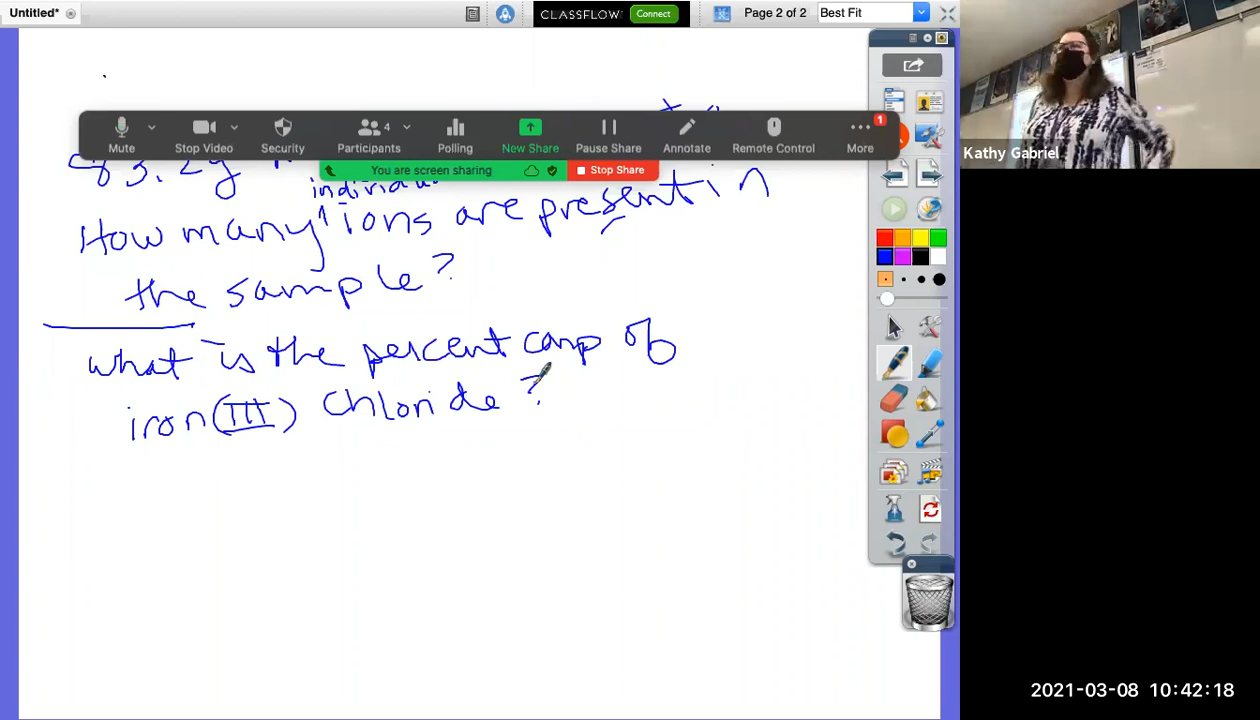 Untitled*
CLASSFLOW
Connect
Page 2 of 2
Best Fit
Mute
Stop Video
Security
4
Participants
Polling
New Share
Pause Share
Annotate
Remote Control
1
More
You are screen sharing
Stop Share
Kathy Gabriel
How many ions are present in
the sample?
what is the percent comp of
iron(III) chloride?
2021-03-08 10:42:18